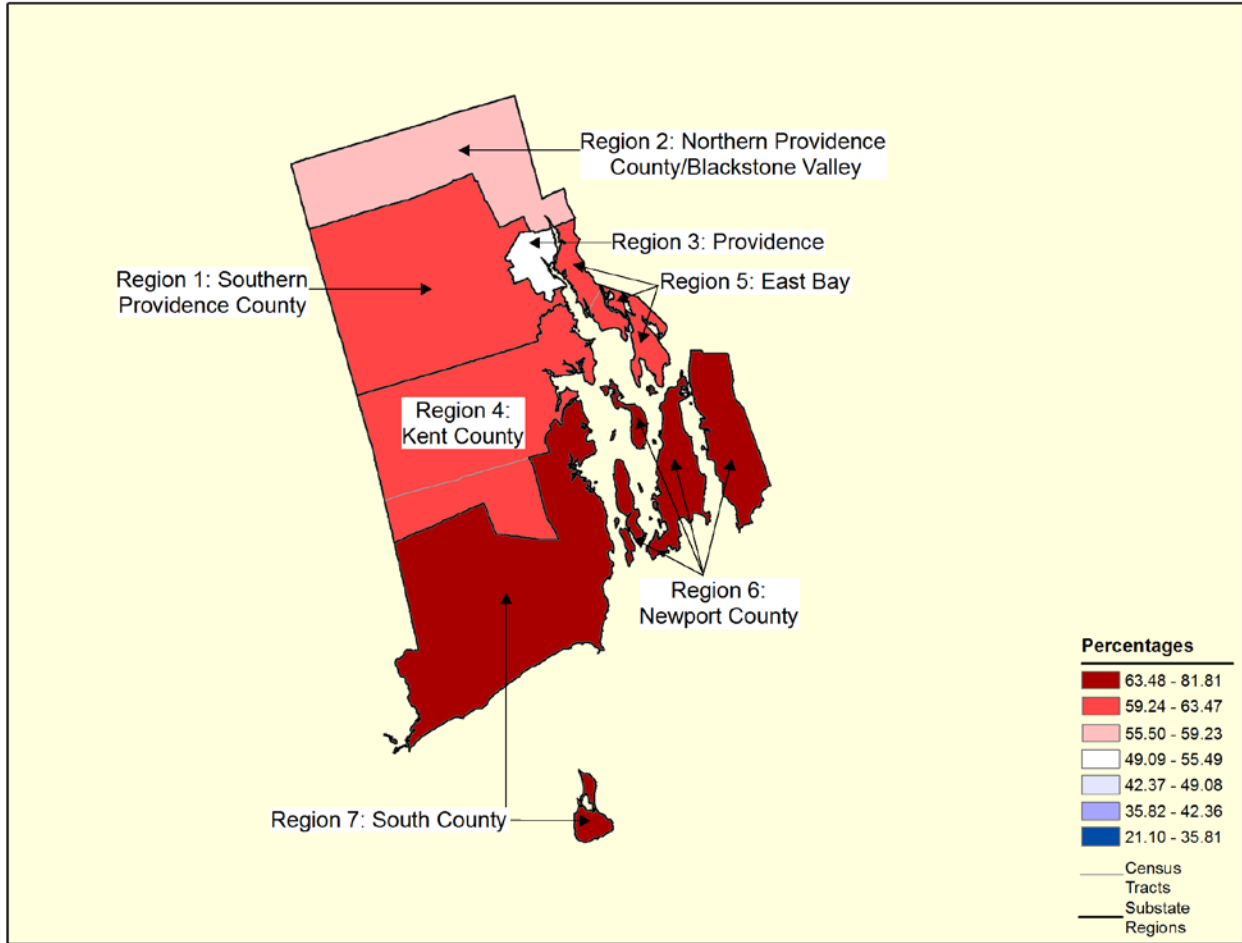 Region 2: Northern Providence
County/Blackstone Valley
Region 3: Providence
Region 1: Southern
Providence County
Region 5: East Bay
Region 4:
Kent County
Region 6:
Newport County
Region 7: South County
Percentages
63.48 - 81.81
59.24 - 63.47
55.50 - 59.23
49.09 - 55.49
42.37 - 49.08
35.82 - 42.36
21.10 - 35.81
Census
Tracts
Substate
Regions